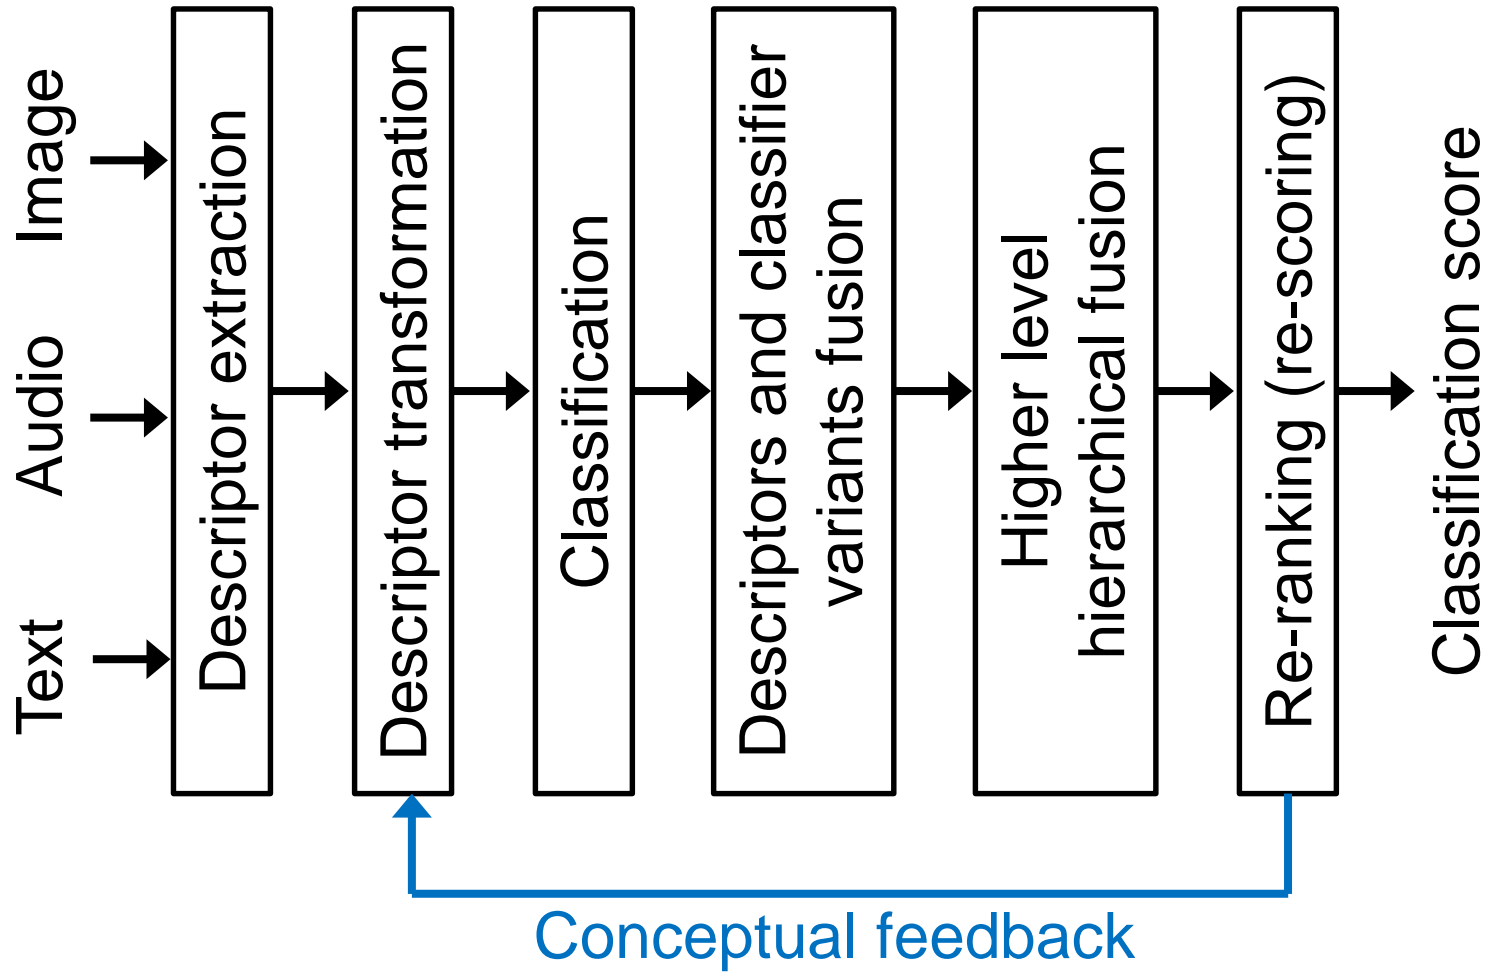 Image
Audio
Text
Descriptor extraction
Descriptor transformation
Classification
Descriptors and classifier
variants fusion
Higher level
hierarchical fusion
Re-ranking (re-scoring)
Classification score
Conceptual feedback